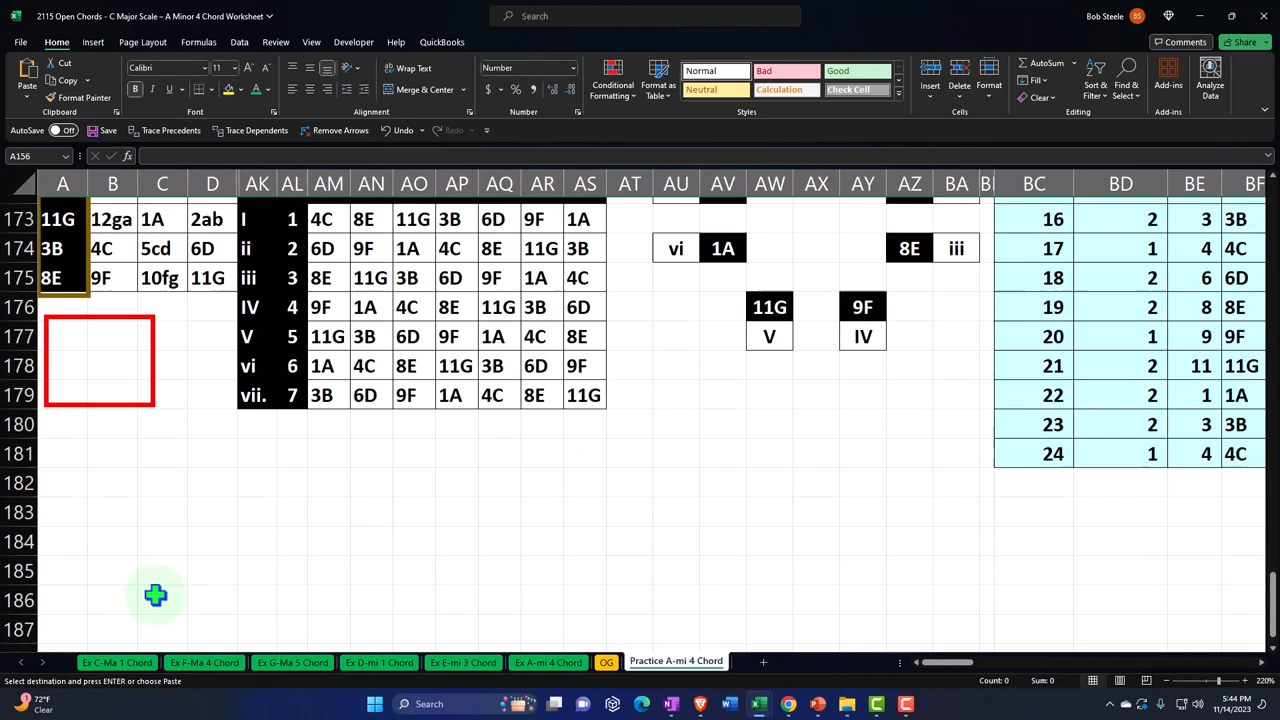 2115 Open Chords - C Major Scale – A Minor 4 Chord Worksheet
Search
Bob Steele BS
File Home Insert Page Layout Formulas Data Review View Developer Automate Help QuickBooks
Comments Share
Paste Cut Copy Format Painter
Clipboard
Calibri 11
B I U
Font
Wrap Text
Merge & Center
Alignment
Number
$ % ,
Number
Conditional Formatting
Format as Table
Normal Bad Good
Neutral Calculation Check Cell
Styles
Insert Delete Format
Cells
AutoSum
Fill
Clear
Sort & Filter
Find & Select
Editing
Add-ins
Add-ins
Analyze Data
AutoSave Off Save Trace Precedents Trace Dependents Remove Arrows Undo Redo
A156 fx
A B C D AK AL AM AN AO AP AQ AR AS AT AU AV AW AX AY AZ BA BC BD BE BF
173 11G 12ga 1A 2ab I 1 4C 8E 11G 3B 6D 9F 1A 16 2 3 3B
174 3B 4C 5cd 6D ii 2 6D 9F 1A 4C 8E 11G 3B vi 1A 8E iii 17 1 4 4C
175 8E 9F 10fg 11G iii 3 8E 11G 3B 6D 9F 1A 4C 18 2 6 6D
176 IV 4 9F 1A 4C 8E 11G 3B 6D 11G 9F 19 2 8 8E
177 V 5 11G 3B 6D 9F 1A 4C 8E V IV 20 1 9 9F
178 vi 6 1A 4C 8E 11G 3B 6D 9F 21 2 11 11G
179 vii. 7 3B 6D 9F 1A 4C 8E 11G 22 2 1 1A
180 23 2 3 3B
181 24 1 4 4C
182
183
184
185
186
187
Ex C-Ma 1 Chord Ex F-Ma 4 Chord Ex G-Ma 5 Chord Ex D-mi 1 Chord Ex E-mi 3 Chord Ex A-mi 4 Chord OG Practice A-mi 4 Chord
Select destination and press ENTER or choose Paste Count: 0 Sum: 0 220%
72°F
Clear
Search
5:44 PM
11/14/2023